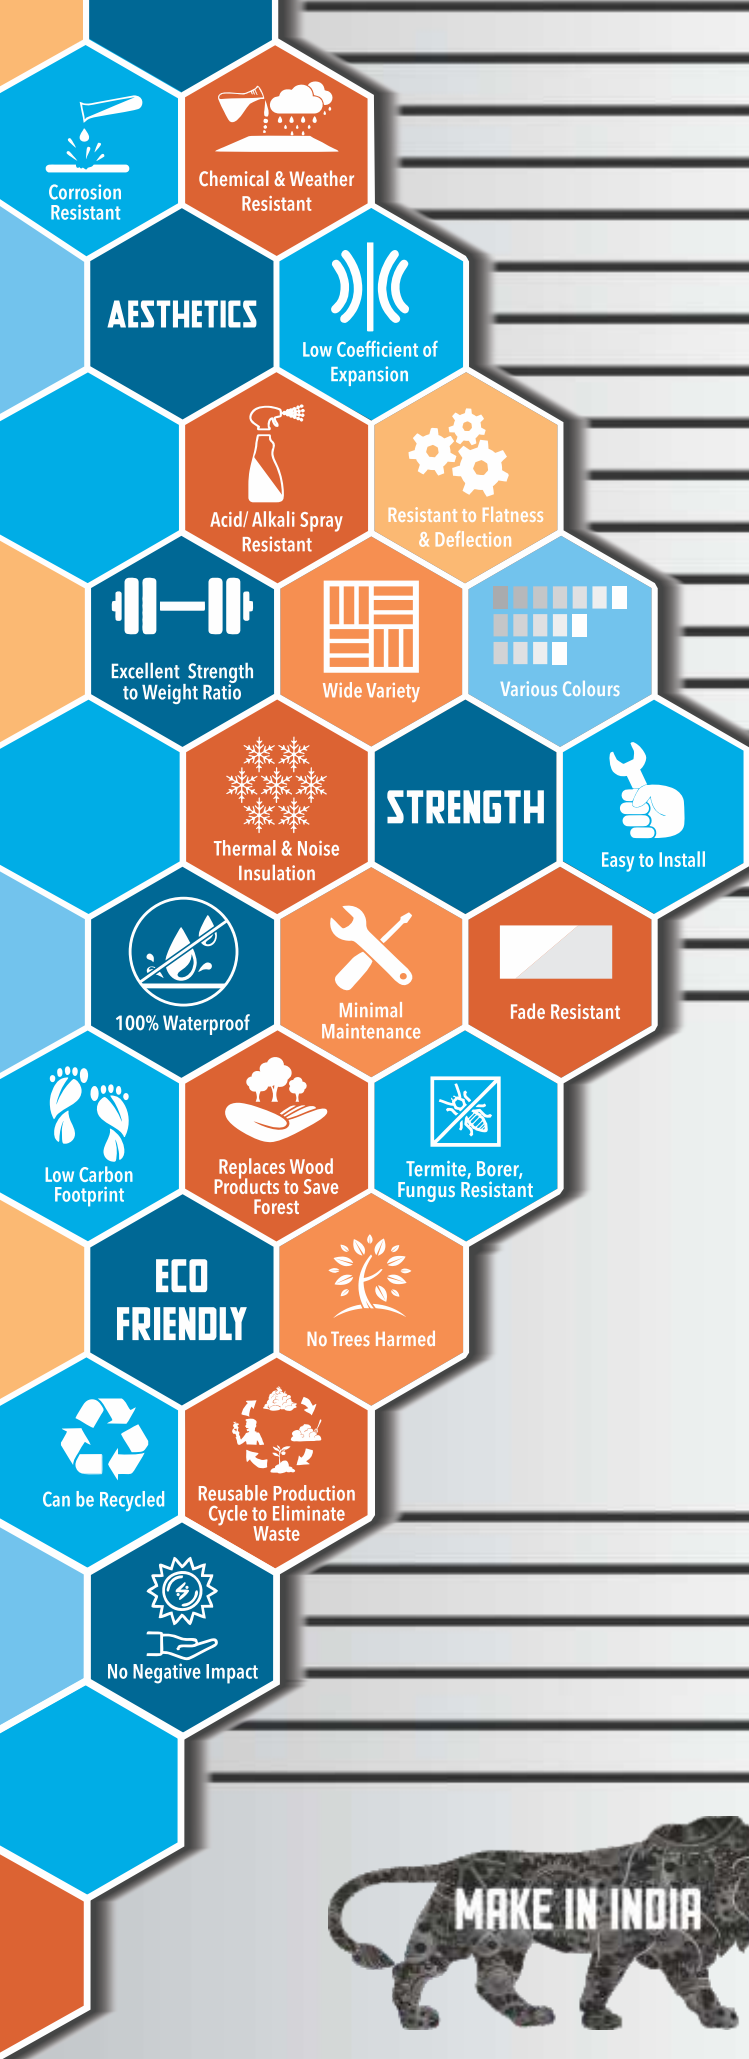 Corrosion
Resistant
Chemical & Weather
Resistant
AESTHETICS
Low Coefficient of
Expansion
Acid/ Alkali Spray
Resistant
Resistant to Flatness
& Deflection
Excellent Strength
to Weight Ratio
Wide Variety
Various Colours
Thermal & Noise
Insulation
STRENGTH
Easy to Install
100% Waterproof
Minimal
Maintenance
Fade Resistant
Low Carbon
Footprint
Replaces Wood
Products to Save
Forest
Termite, Borer,
Fungus Resistant
ECO
FRIENDLY
No Trees Harmed
Can be Recycled
Reusable Production
Cycle to Eliminate
Waste
No Negative Impact
MAKE IN INDIA